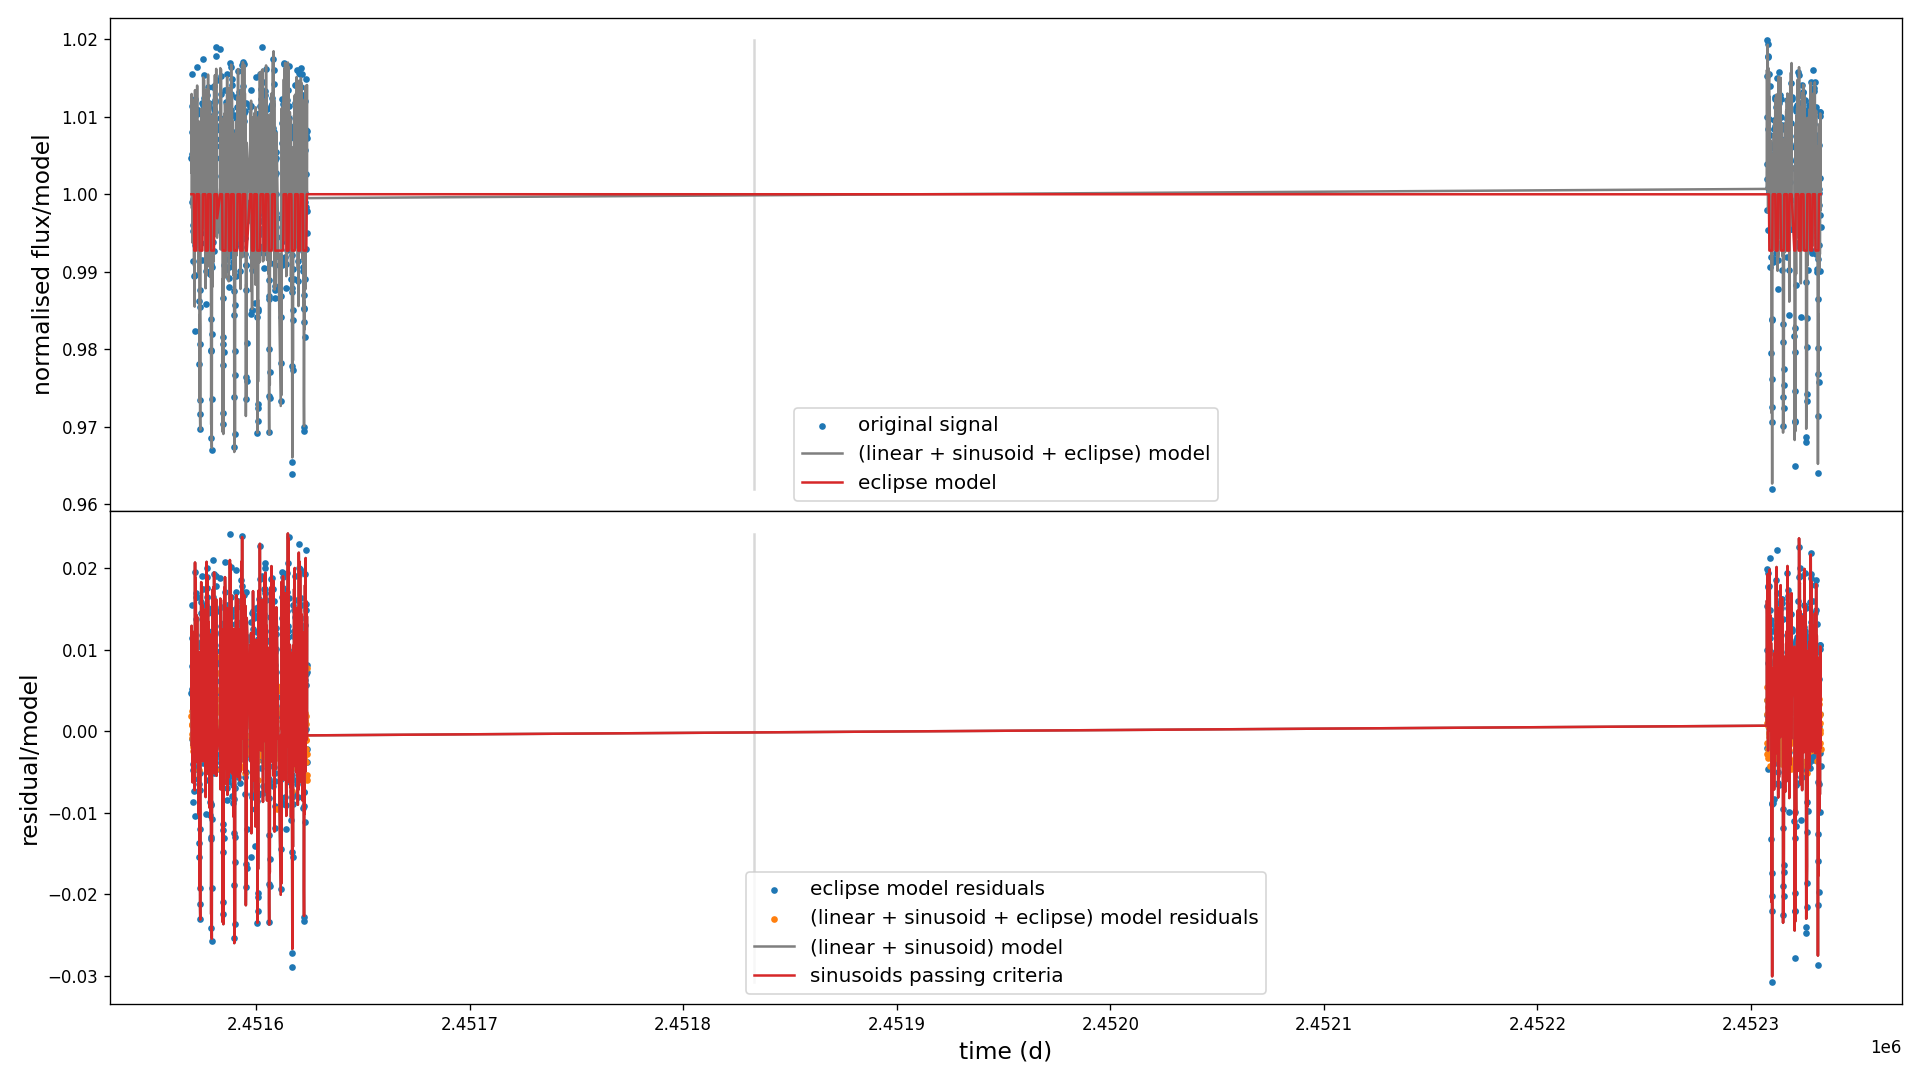 1.02
1.01
1.00
0.99
0.98
0.97
0.96
normalised flux/model
original signal
(linear + sinusoid + eclipse) model
eclipse model
0.02
0.01
0.00
−0.01
−0.02
−0.03
residual/model
eclipse model residuals
(linear + sinusoid + eclipse) model residuals
(linear + sinusoid) model
sinusoids passing criteria
2.4516 2.4517 2.4518 2.4519 2.4520 2.4521 2.4522 2.4523
1e6
time (d)